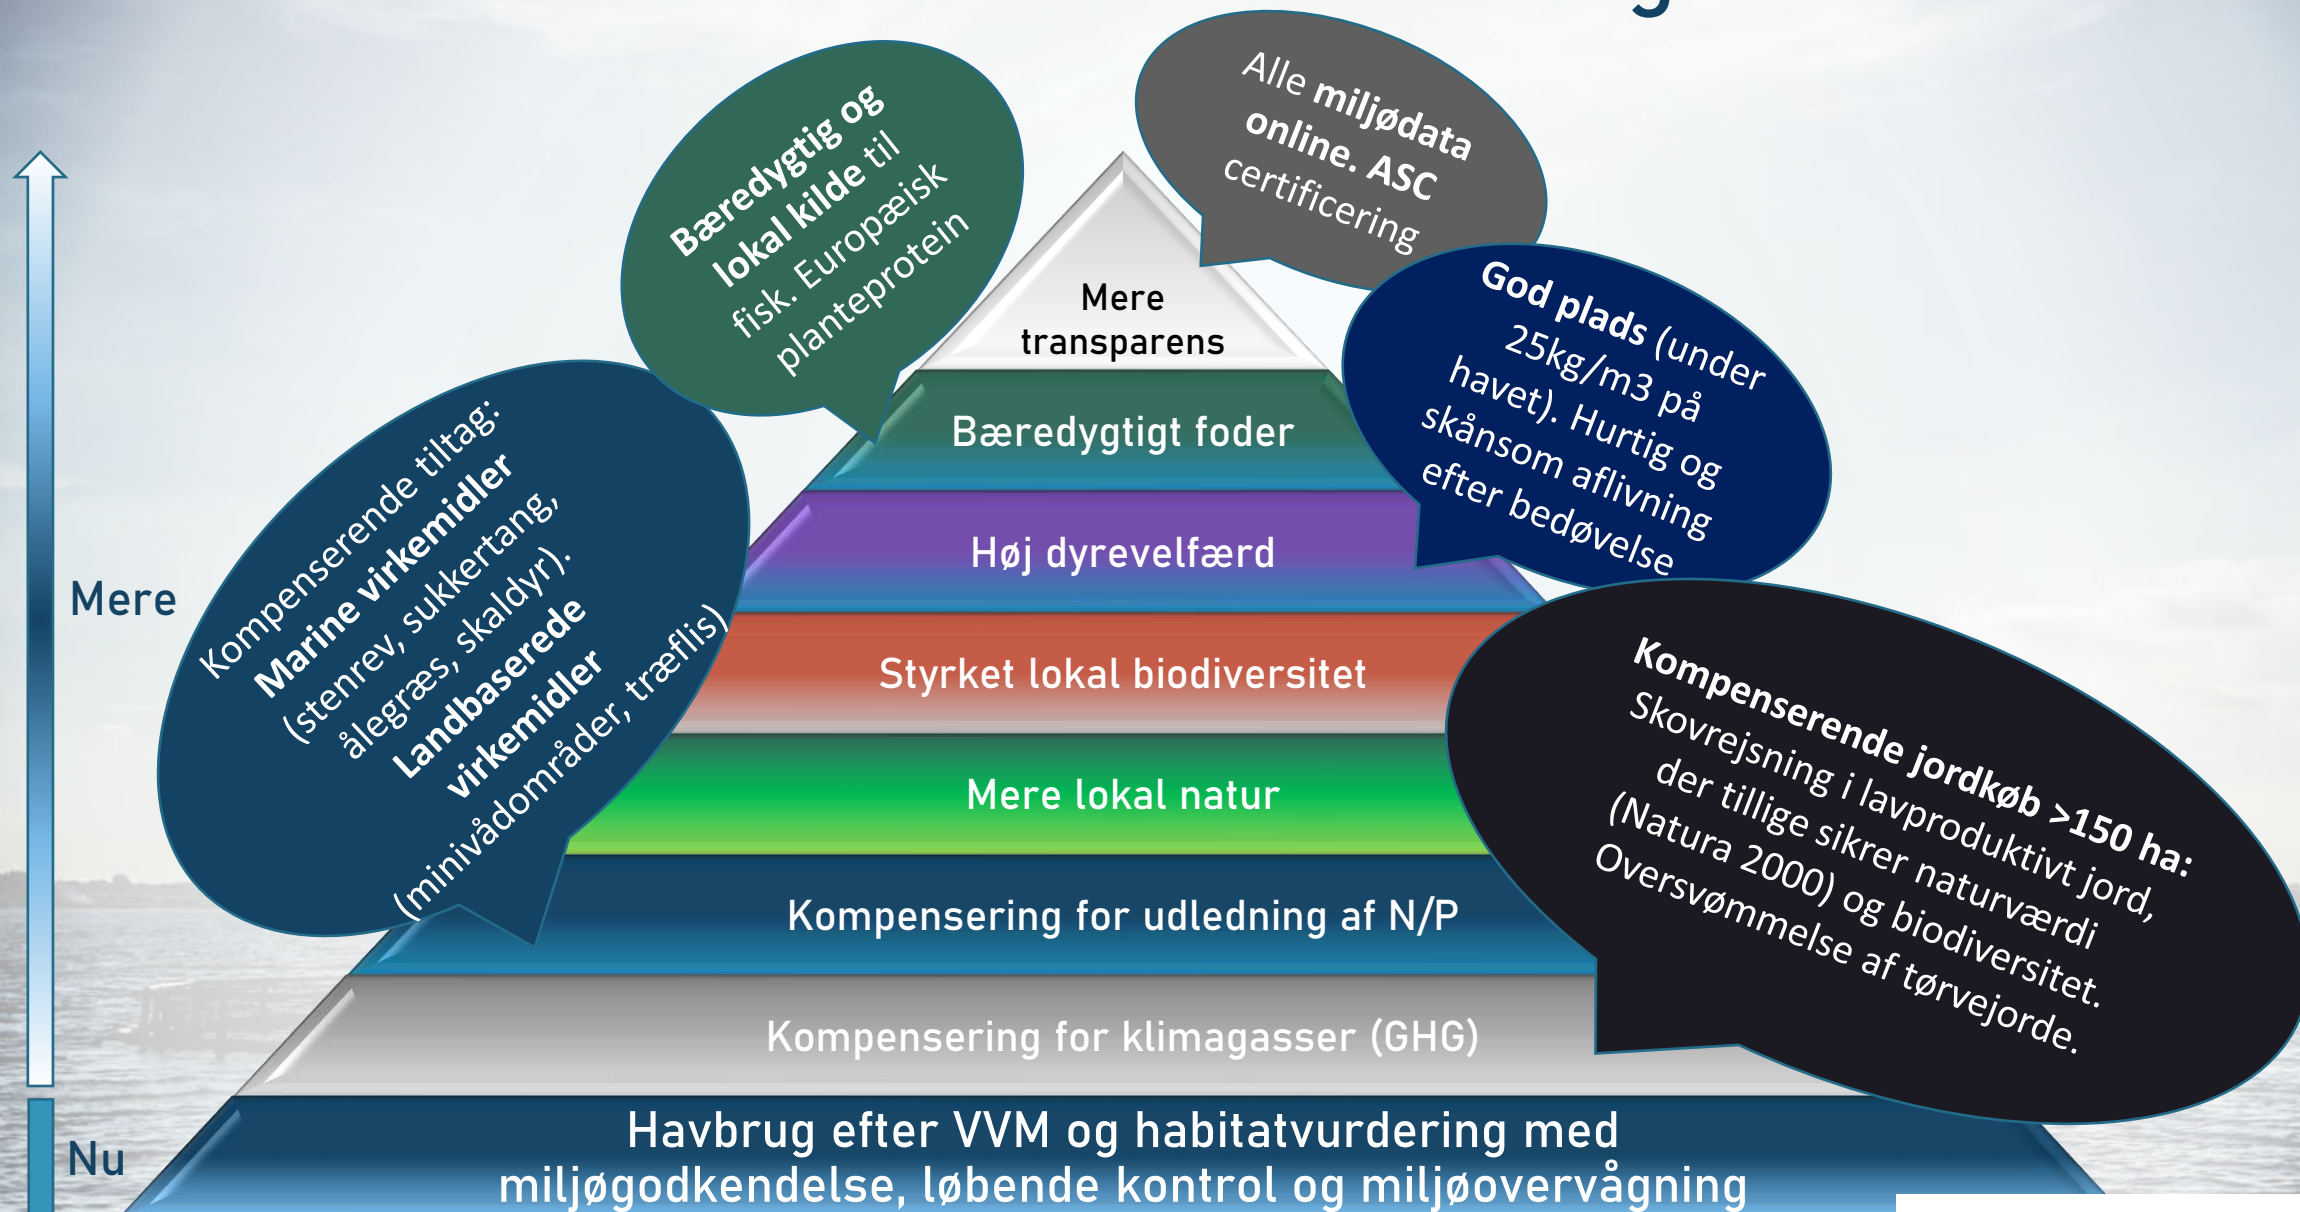 Bæredygtig og
lokal kilde til
fisk. Europæisk
planteprotein
Alle miljødata
online. ASC
certificering
God plads (under
25kg/m3 på
havet). Hurtig og
skånsom aflivning
efter bedøvelse
Kompenserende tiltag:
Marine virkemidler
(stenrev, sukkertang,
ålegræs, skaldyr).
Landbaserede
virkemidler
(minivådområder, træflis)
Kompenserende jordkøb >150 ha:
Skovrejsning i lavproduktivt jord,
der tillige sikrer naturværdi
(Natura 2000) og biodiversitet.
Oversvømmelse af tørvejorde.
Mere
transparens
Bæredygtigt foder
Høj dyrevelfærd
Styrket lokal biodiversitet
Mere lokal natur
Kompensering for udledning af N/P
Kompensering for klimagasser (GHG)
Havbrug efter VVM og habitatvurdering med
miljøgodkendelse, løbende kontrol og miljøovervågning
Mere
Nu